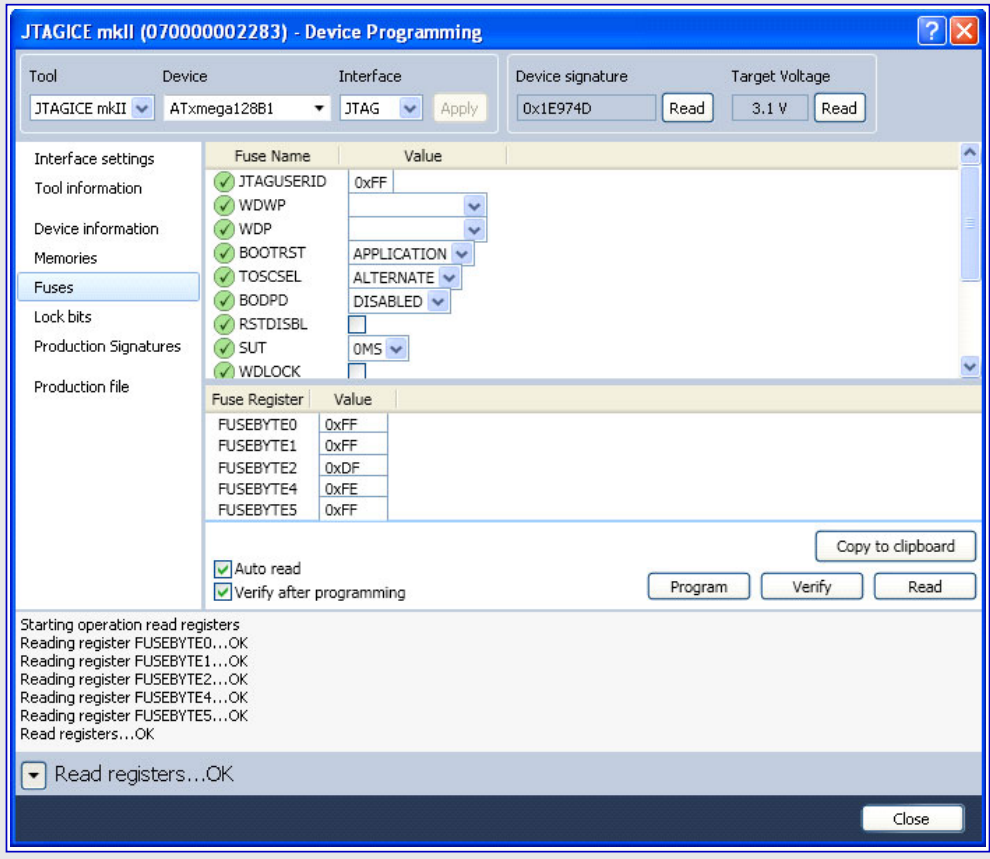 JTAGICE mkII (070000002283) - Device Programming
Tool Device Interface Device signature Target Voltage
JTAGICE mkII ATxmega128B1 JTAG Apply 0x1E974D Read 3.1 V Read
Interface settings
Tool information
Device information
Memories
Fuses
Lock bits
Production Signatures
Production file
Fuse Name Value
JTAGUSERID 0xFF
WDWP
WDP
BOOTRST APPLICATION
TOSCSEL ALTERNATE
BODPD DISABLED
RSTDISBL
SUT 0MS
WDLOCK
Fuse Register Value
FUSEBYTE0 0xFF
FUSEBYTE1 0xFF
FUSEBYTE2 0xDF
FUSEBYTE4 0xFE
FUSEBYTE5 0xFF
Copy to clipboard
Auto read
Verify after programming
Program Verify Read
Starting operation read registers
Reading register FUSEBYTE0...OK
Reading register FUSEBYTE1...OK
Reading register FUSEBYTE2...OK
Reading register FUSEBYTE4...OK
Reading register FUSEBYTE5...OK
Read registers...OK
Read registers...OK
Close